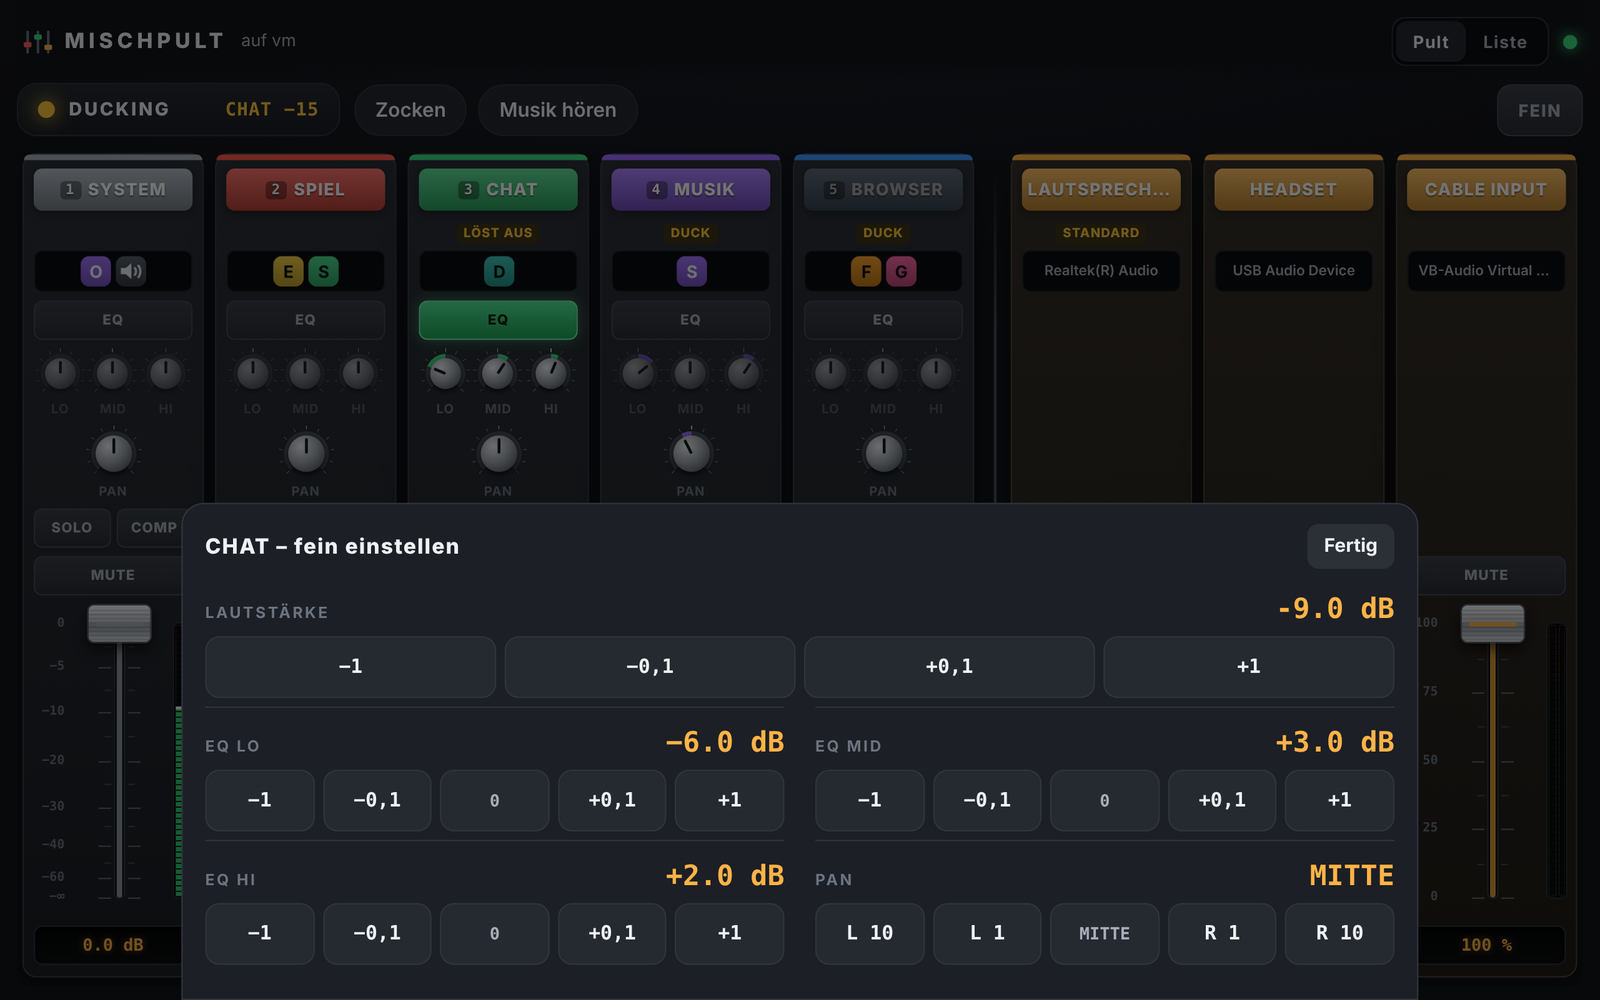 MISCHPULT auf vm Pult Liste
DUCKING CHAT −15 Zocken Musik hören FEIN
1 SYSTEM 2 SPIEL 3 CHAT 4 MUSIK 5 BROWSER LAUTSPRECH... HEADSET CABLE INPUT
LÖST AUS DUCK DUCK STANDARD
O E S D S F G Realtek(R) Audio USB Audio Device VB-Audio Virtual ...
EQ EQ EQ EQ EQ
LO MID HI LO MID HI LO MID HI LO MID HI LO MID HI
PAN PAN PAN PAN PAN
SOLO COMP
MUTE MUTE
CHAT – fein einstellen Fertig
LAUTSTÄRKE -9.0 dB
−1 −0,1 +0,1 +1
EQ LO −6.0 dB EQ MID +3.0 dB
−1 −0,1 0 +0,1 +1 −1 −0,1 0 +0,1 +1
EQ HI +2.0 dB PAN MITTE
−1 −0,1 0 +0,1 +1 L 10 L 1 MITTE R 1 R 10
0 100
−5
−10 75
−20 50
−30 25
−40
−60
−∞ 0
0.0 dB 100 %